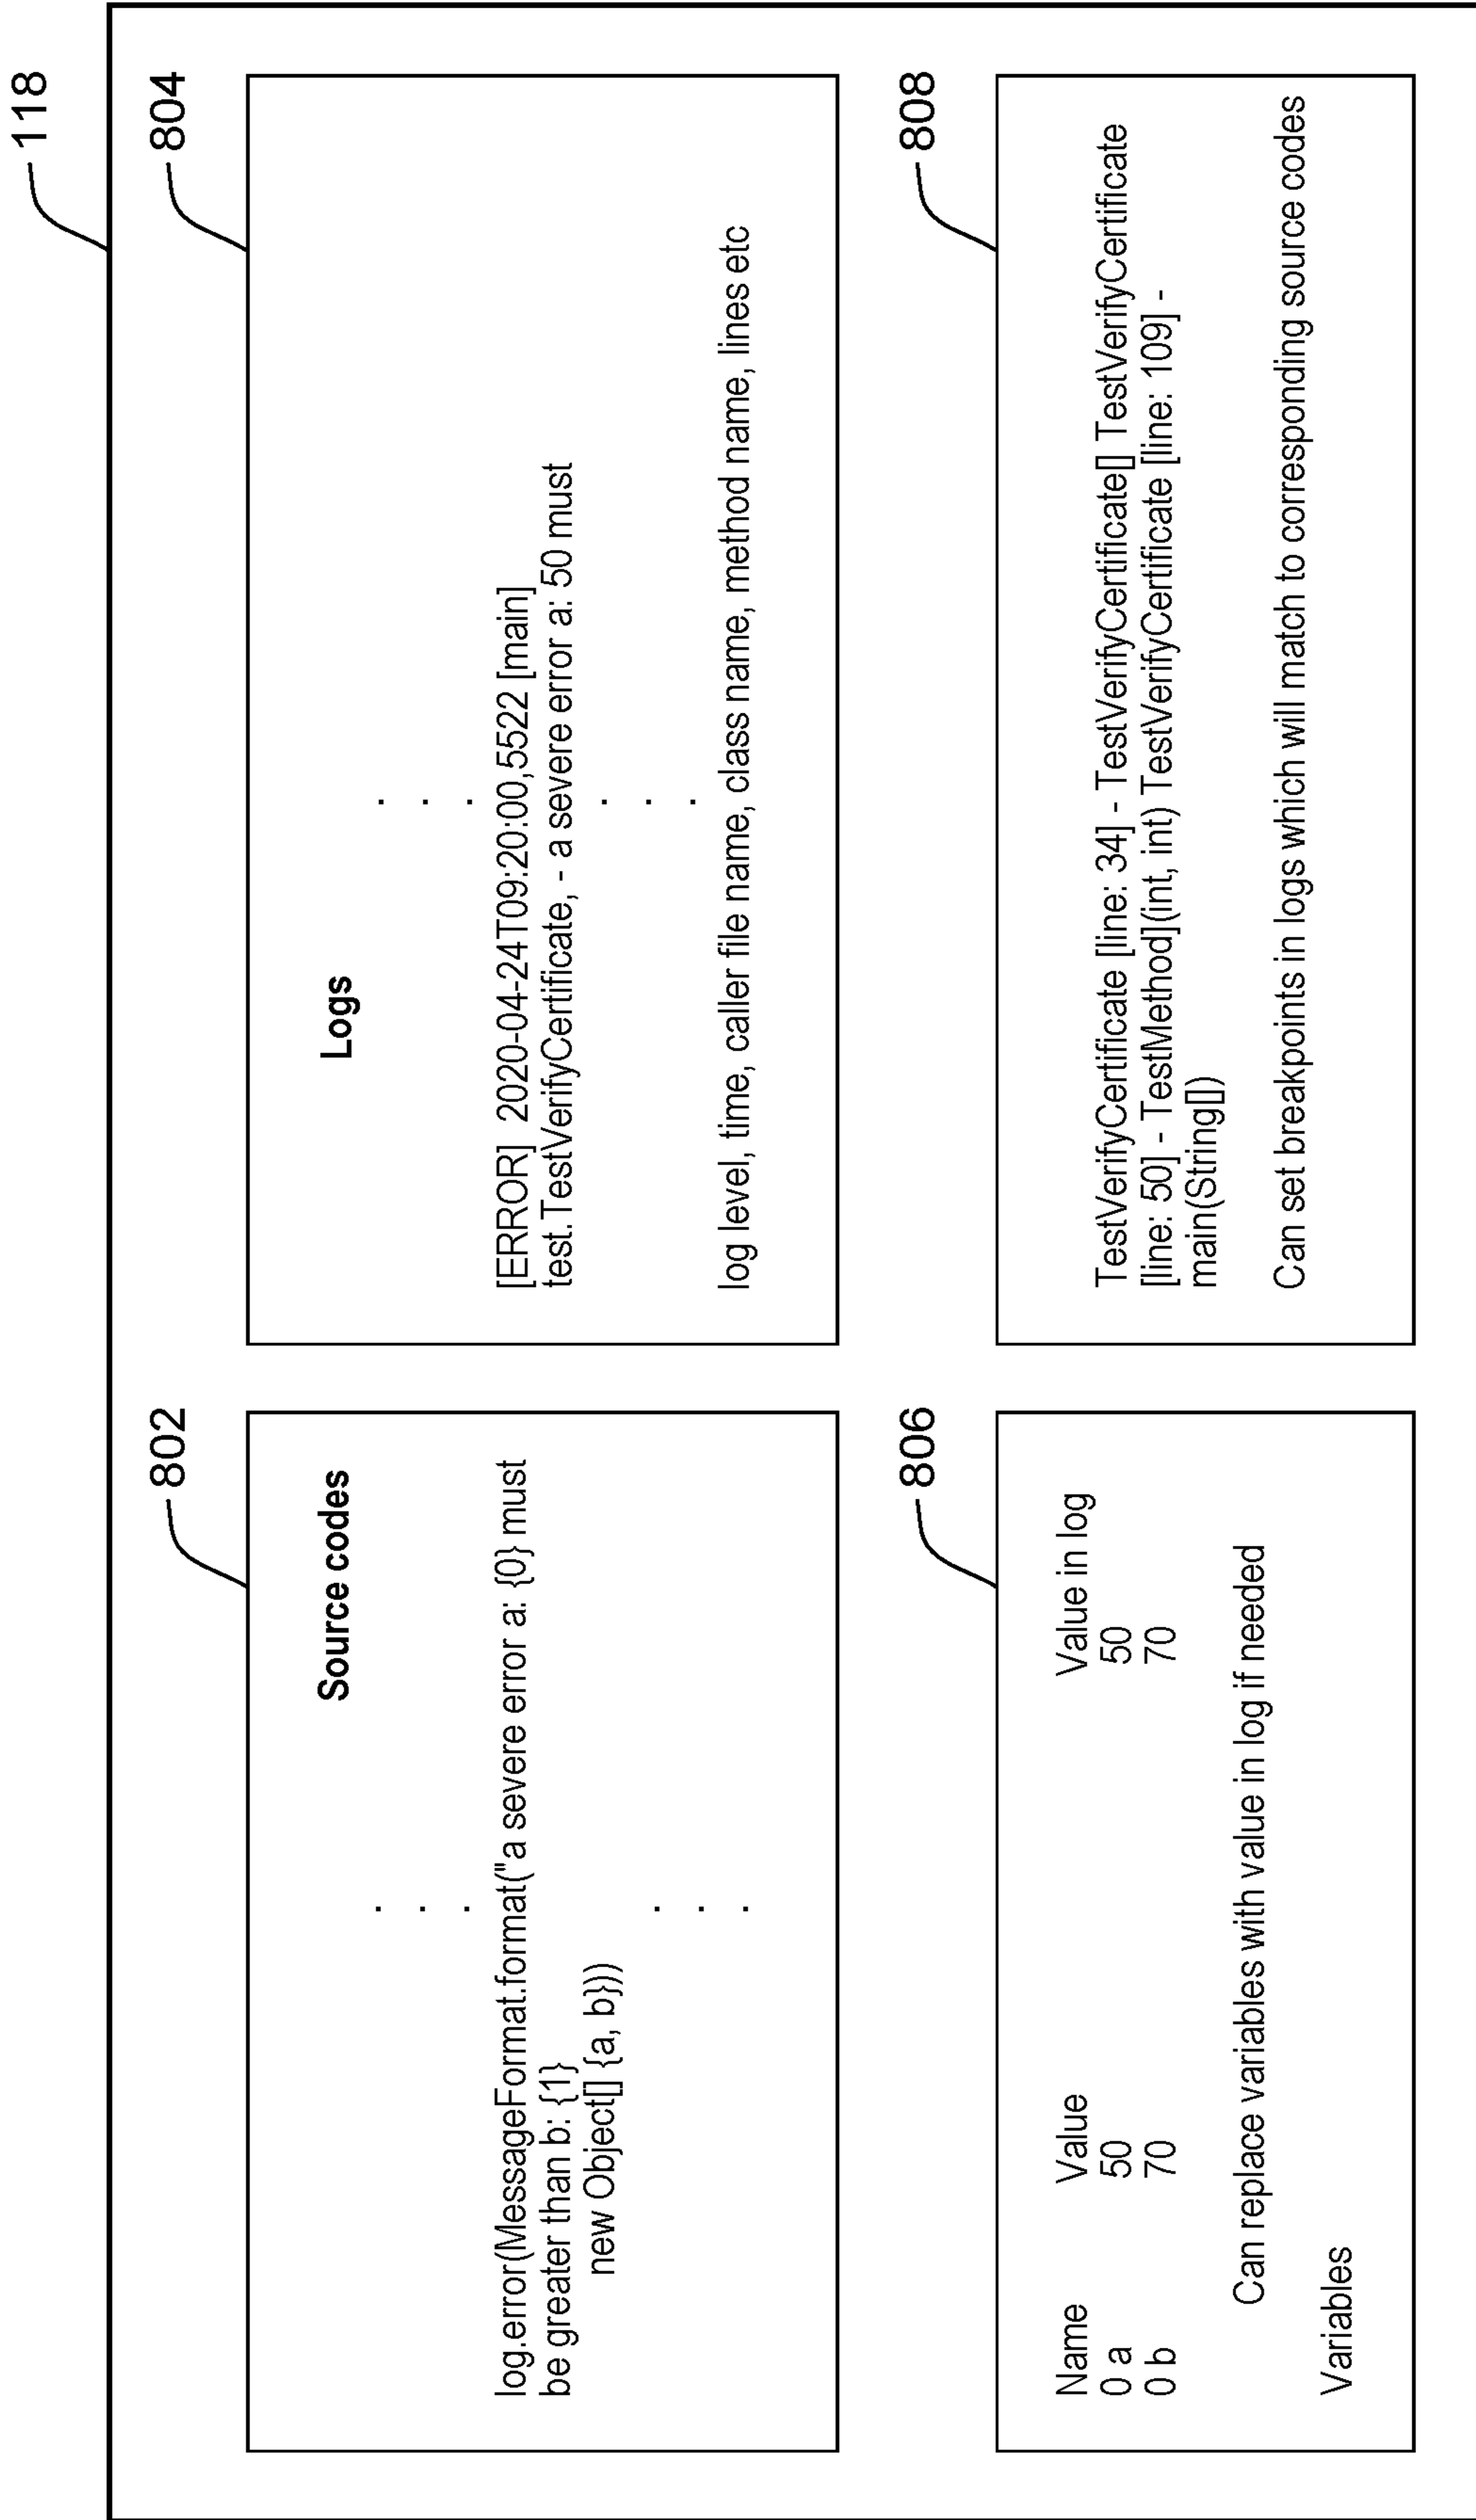 118
802
Source codes
.
.
.
log.error(MessageFormat.format("a severe error a: {0} must
be greater than b: {1}
new Object[] {a, b}))
.
.
.
804
Logs
.
.
.
[ERROR] 2020-04-24T09:20:00,5522 [main]
test.TestVerifyCertificate, - a severe error a: 50 must
.
.
.
log level, time, caller file name, class name, method name, lines etc
806
Name Value Value in log
0 a 50 50
0 b 70 70
Can replace variables with value in log if needed
Variables
808
TestVerifyCertificate [line: 34] - TestVerifyCertificate[] TestVerifyCertificate
[line: 50] - TestMethod](int, int) TestVerifyCertificate [line: 109] -
main(String[])
Can set breakpoints in logs which will match to corresponding source codes